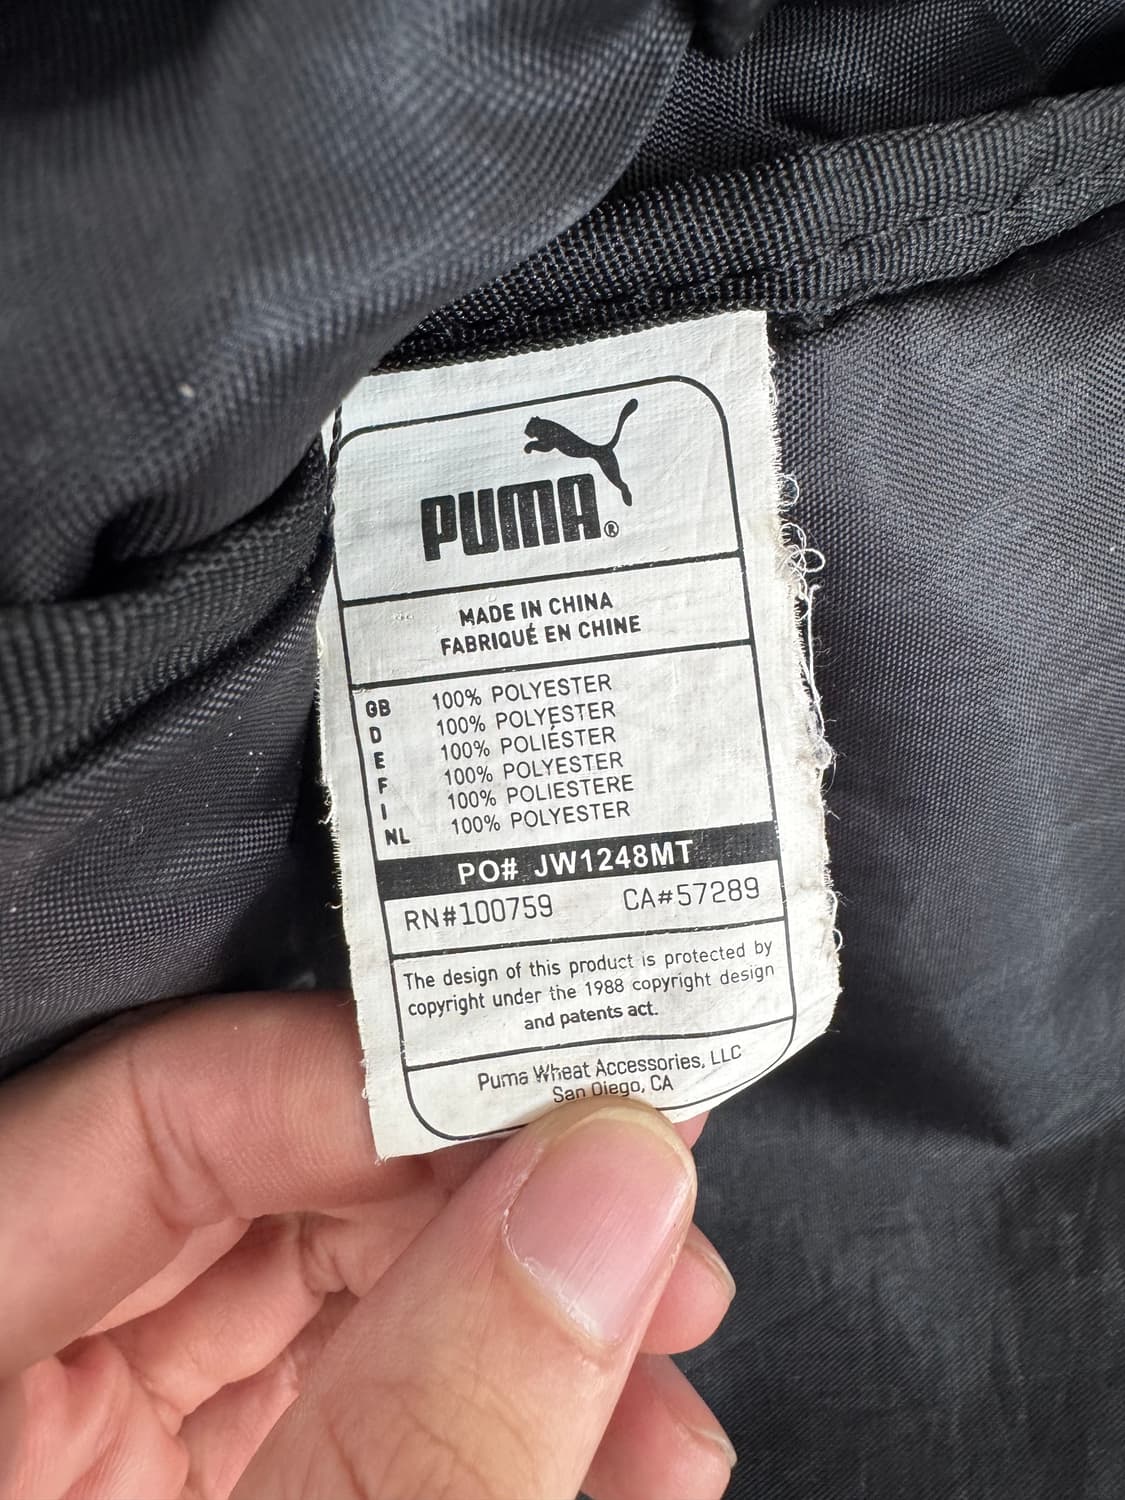 PUMA®
MADE IN CHINA
FABRIQUÉ EN CHINE
GB 100% POLYESTER
D 100% POLYESTER
E 100% POLIÉSTER
F 100% POLYESTER
I 100% POLIESTERE
NL 100% POLYESTER
PO# JW1248MT
RN#100759 CA#57289
The design of this product is protected by
copyright under the 1988 copyright design
and patents act.
Puma Wheat Accessories, LLC
San Diego, CA